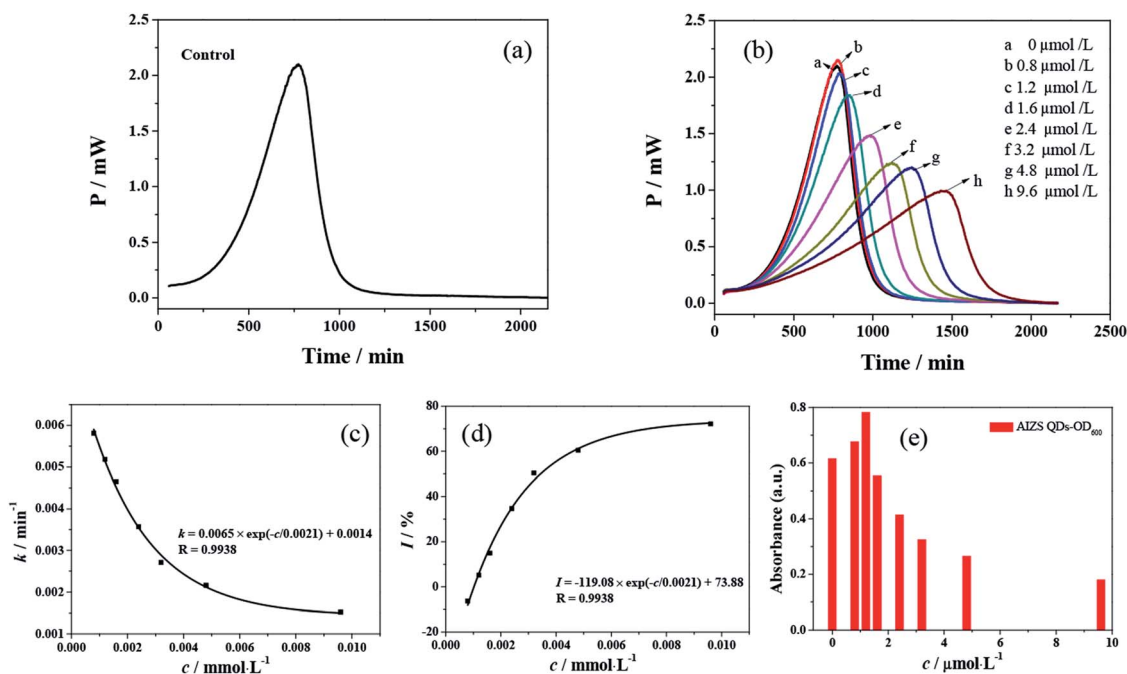 2.5
2.0
1.5
1.0
0.5
0.0
P / mW
Control
(a)
0 500 1000 1500 2000
Time / min
2.5
2.0
1.5
1.0
0.5
0.0
P / mW
(b)
a
b
c
d
e
f
g
h
a 0 µmol /L
b 0.8 µmol /L
c 1.2 µmol /L
d 1.6 µmol /L
e 2.4 µmol /L
f 3.2 µmol /L
g 4.8 µmol /L
h 9.6 µmol /L
0 500 1000 1500 2000 2500
Time / min
0.006
0.005
0.004
0.003
0.002
0.001
k / min⁻¹
(c)
k = 0.0065 × exp(-c/0.0021) + 0.0014
R = 0.9938
0.000 0.002 0.004 0.006 0.008 0.010
c / mmol·L⁻¹
80
60
40
20
0
-20
I / %
(d)
I = -119.08 × exp(-c/0.0021) + 73.88
R = 0.9938
0.000 0.002 0.004 0.006 0.008 0.010
c / mmol·L⁻¹
0.8
0.6
0.4
0.2
0.0
Absorbance (a.u.)
(e)
AIZS QDs-OD₆₀₀
0 2 4 6 8 10
c / µmol·L⁻¹